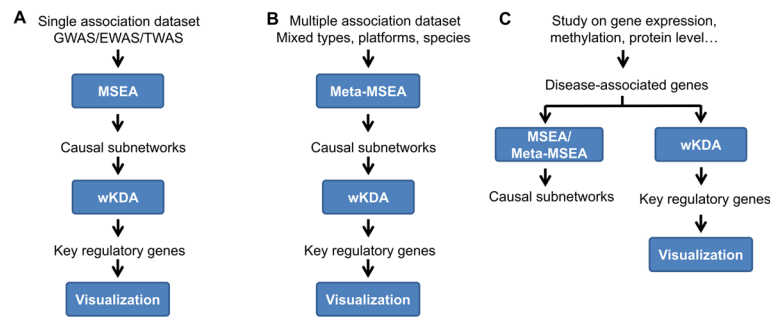 A
Single association dataset
GWAS/EWAS/TWAS
MSEA
Causal subnetworks
wKDA
Key regulatory genes
Visualization
B
Multiple association dataset
Mixed types, platforms, species
Meta-MSEA
Causal subnetworks
wKDA
Key regulatory genes
Visualization
C
Study on gene expression,
methylation, protein level…
Disease-associated genes
MSEA/
Meta-MSEA
Causal subnetworks
wKDA
Key regulatory genes
Visualization